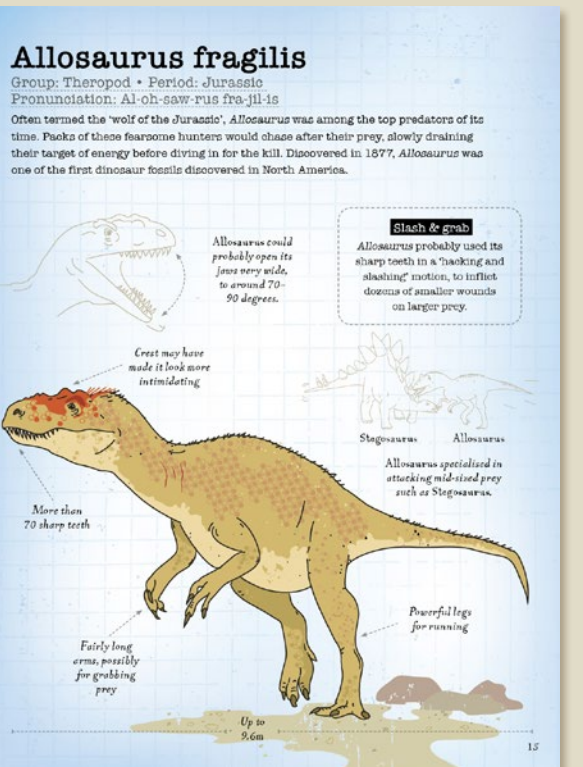 Allosaurus fragilis
Group: Theropod • Period: Jurassic
Pronunciation: Al-oh-saw-rus fra-jil-is
Often termed the 'wolf of the Jurassic', Allosaurus was among the top predators of its
time. Packs of these fearsome hunters would chase after their prey, slowly draining
their target of energy before diving in for the kill. Discovered in 1877, Allosaurus was
one of the first dinosaur fossils discovered in North America.
Allosaurus could
probably open its
jaws very wide,
to around 70–
90 degrees.
Slash & grab
Allosaurus probably used its
sharp teeth in a 'hacking and
slashing' motion, to inflict
dozens of smaller wounds
on larger prey.
Crest may have
made it look more
intimidating
Stegosaurus
Allosaurus
Allosaurus specialised in
attacking mid-sized prey
such as Stegosaurus.
More than
70 sharp teeth
Powerful legs
for running
Fairly long
arms, possibly
for grabbing
prey
Up to
9.6m
15